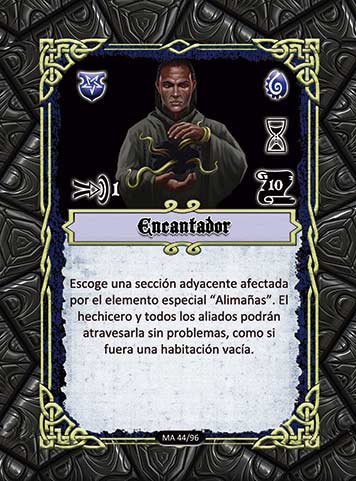 1
10
Encantador
Escoge una sección adyacente afectada
por el elemento especial “Alimañas”. El
hechicero y todos los aliados podrán
atravesarla sin problemas, como si
fuera una habitación vacía.
MA 44/96